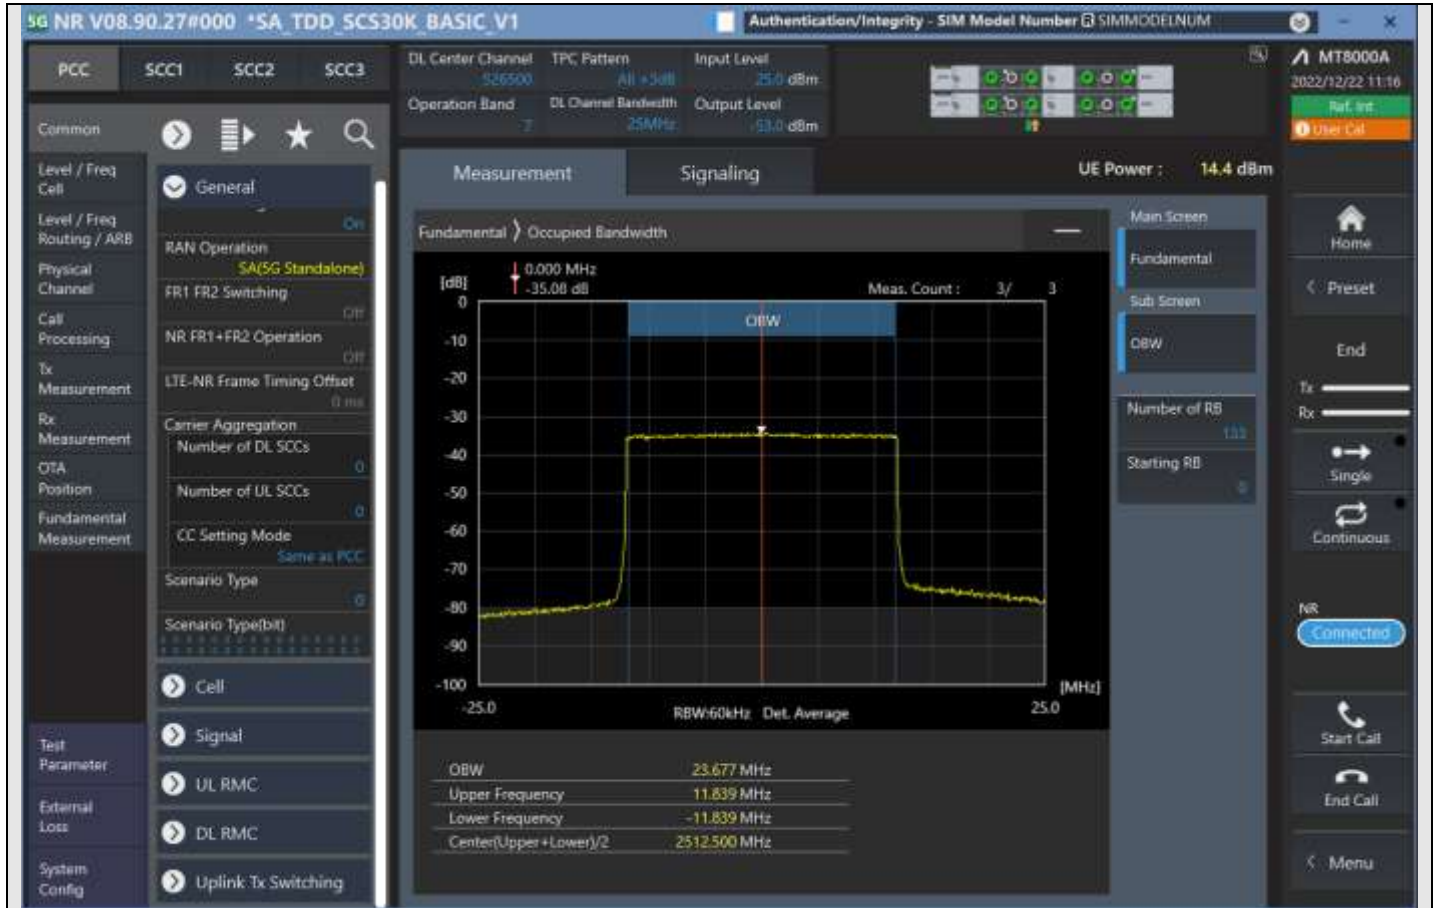 5G NR V08.90.27#000 *SA_TDD_SCS30K_BASIC_V1
Authentication/Integrity - SIM Model Number SIMMODELNUM
PCC SCC1 SCC2 SCC3
DL Center Channel TPC Pattern Input Level
526500 All +3dB 25.0 dBm
Operation Band DL Channel Bandwidth Output Level
7 25MHz -53.0 dBm
MT8000A
2022/12/22 11:16
Ref. Int.
User Cal
Common
Level / Freq
Cell
Level / Freq
Routing / ARB
Physical
Channel
Call
Processing
Tx
Measurement
Rx
Measurement
OTA
Position
Fundamental
Measurement
Test
Parameter
External
Loss
System
Config
General
On
RAN Operation
SA(5G Standalone)
FR1 FR2 Switching
Off
NR FR1+FR2 Operation
Off
LTE-NR Frame Timing Offset
0 ms
Carrier Aggregation
Number of DL SCCs
0
Number of UL SCCs
0
CC Setting Mode
Same as PCC
Scenario Type
0
Scenario Type(bit)
Cell
Signal
UL RMC
DL RMC
Uplink Tx Switching
Measurement Signaling
UE Power : 14.4 dBm
Fundamental Occupied Bandwidth
[dB] 0.000 MHz
-35.08 dB
Meas. Count : 3/ 3
OBW
0
-10
-20
-30
-40
-50
-60
-70
-80
-90
-100
[MHz]
-25.0 25.0
RBW:60kHz Det. Average
OBW 23.677 MHz
Upper Frequency 11.839 MHz
Lower Frequency -11.839 MHz
Center(Upper+Lower)/2 2512.500 MHz
Main Screen
Fundamental
Sub Screen
OBW
Number of RB
133
Starting RB
0
Home
Preset
End
Tx
Rx
Single
Continuous
NR
Connected
Start Call
End Call
Menu